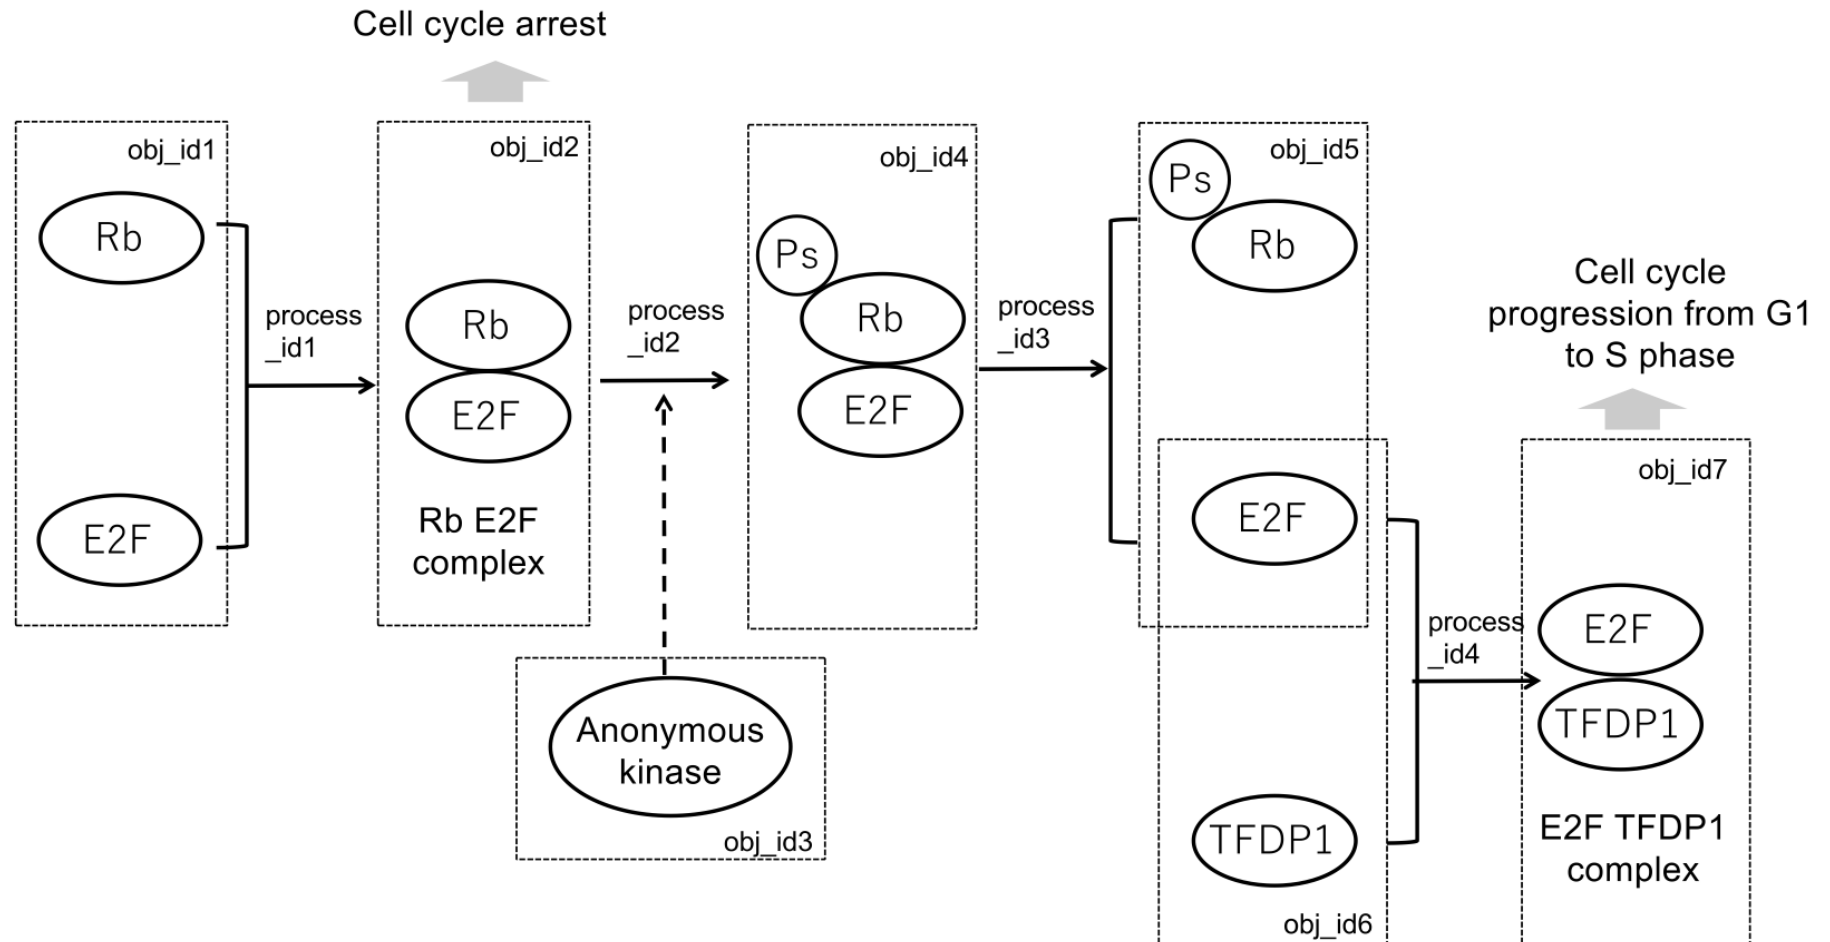 Cell cycle arrest
obj_id1
Rb
E2F
process
_id1
obj_id2
Rb
E2F
Rb E2F
complex
process
_id2
Anonymous
kinase
obj_id3
obj_id4
Ps
Rb
E2F
process
_id3
obj_id5
Ps
Rb
E2F
TFDP1
obj_id6
process
_id4
Cell cycle
progression from G1
to S phase
obj_id7
E2F
TFDP1
E2F TFDP1
complex